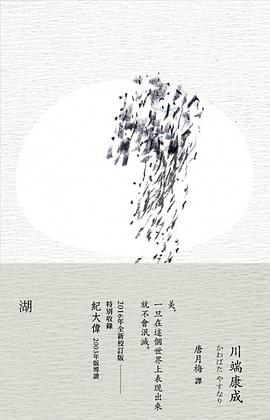 川端康成
かわばた やすなり
唐月梅 譯
美，
一旦在這個世界上表現出來
就不會泯滅。
2016年全新校訂版
特別收錄
紀大偉 2003年版導讀
湖